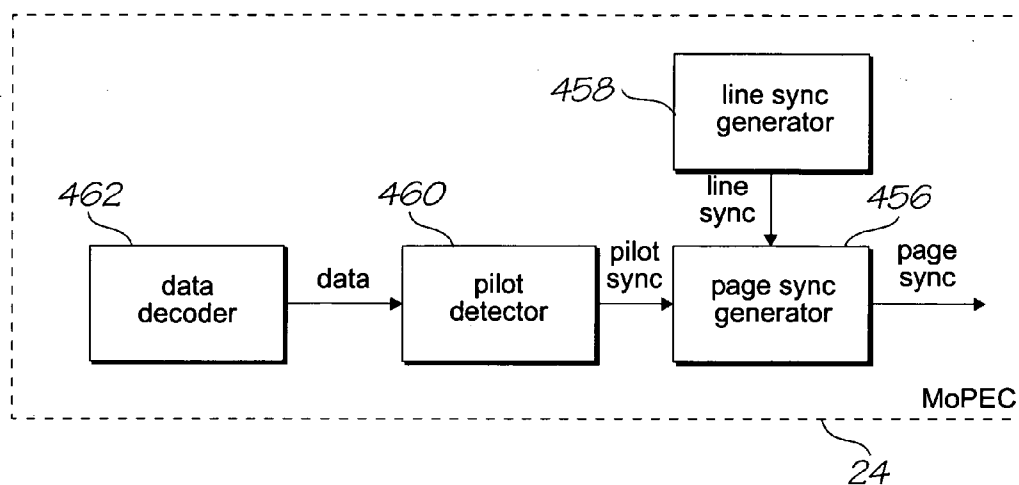 458
line sync
generator
462
460
line
sync
456
data
decoder
data
pilot
detector
pilot
sync
page sync
generator
page
sync
MoPEC
24